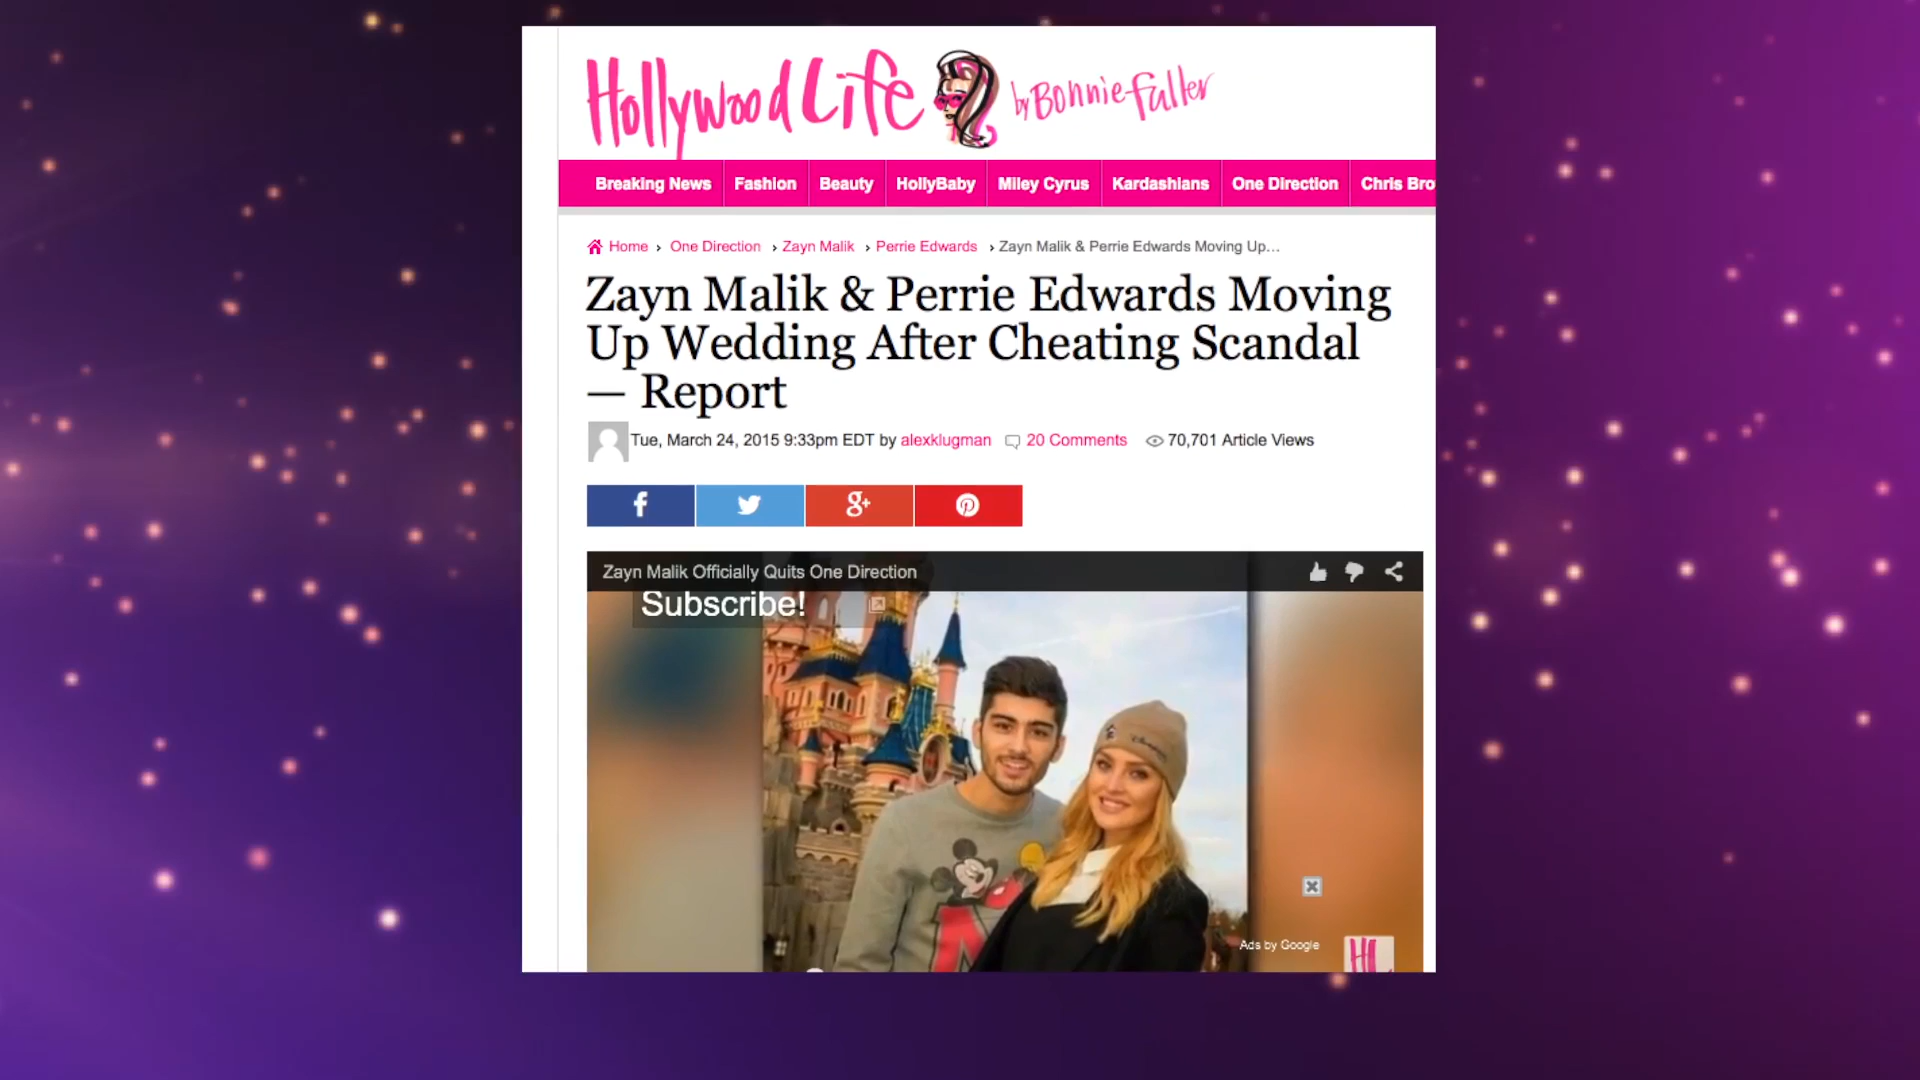 HollywoodLife by Bonnie Fuller
Breaking News Fashion Beauty HollyBaby Miley Cyrus Kardashians One Direction Chris Bro
Home › One Direction › Zayn Malik › Perrie Edwards › Zayn Malik & Perrie Edwards Moving Up...
Zayn Malik & Perrie Edwards Moving
Up Wedding After Cheating Scandal
— Report
Tue, March 24, 2015 9:33pm EDT by alexklugman 20 Comments 70,701 Article Views
f g+
Zayn Malik Officially Quits One Direction
Subscribe!
Ads by Google
HL